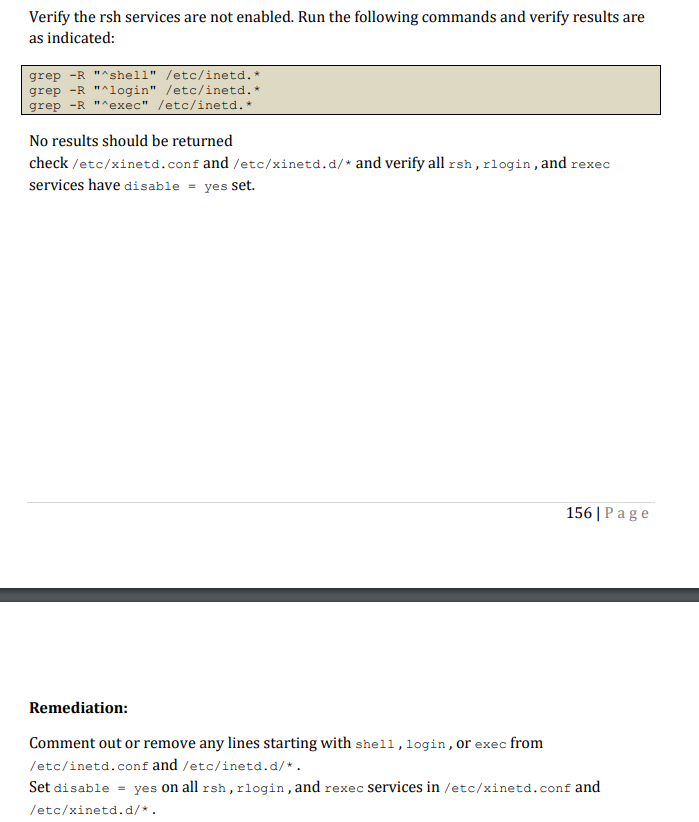 Verify the rsh services are not enabled. Run the following commands and verify results are
as indicated:
grep -R "^shell" /etc/inetd.*
grep -R "^login" /etc/inetd.*
grep -R "^exec" /etc/inetd.*
No results should be returned
check /etc/xinetd.conf and /etc/xinetd.d/* and verify all rsh , rlogin , and rexec
services have disable = yes set.
156 | P a g e
Remediation:
Comment out or remove any lines starting with shell , login , or exec from
/etc/inetd.conf and /etc/inetd.d/* .
Set disable = yes on all rsh , rlogin , and rexec services in /etc/xinetd.conf and
/etc/xinetd.d/* .